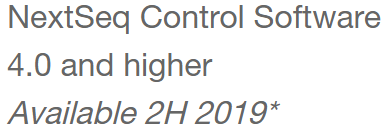 NextSeq Control Software
4.0 and higher
Available 2H 2019*